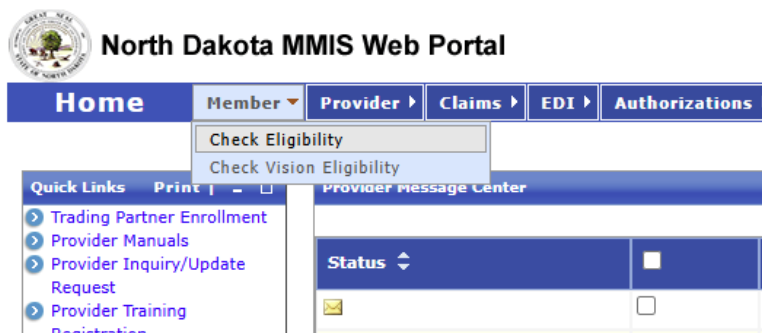 North Dakota MMIS Web Portal
Home Member Provider Claims EDI Authorizations
Check Eligibility
Check Vision Eligibility
Quick Links Print |
Provider Message Center
Trading Partner Enrollment
Provider Manuals
Provider Inquiry/Update
Request
Provider Training
Registration
Status